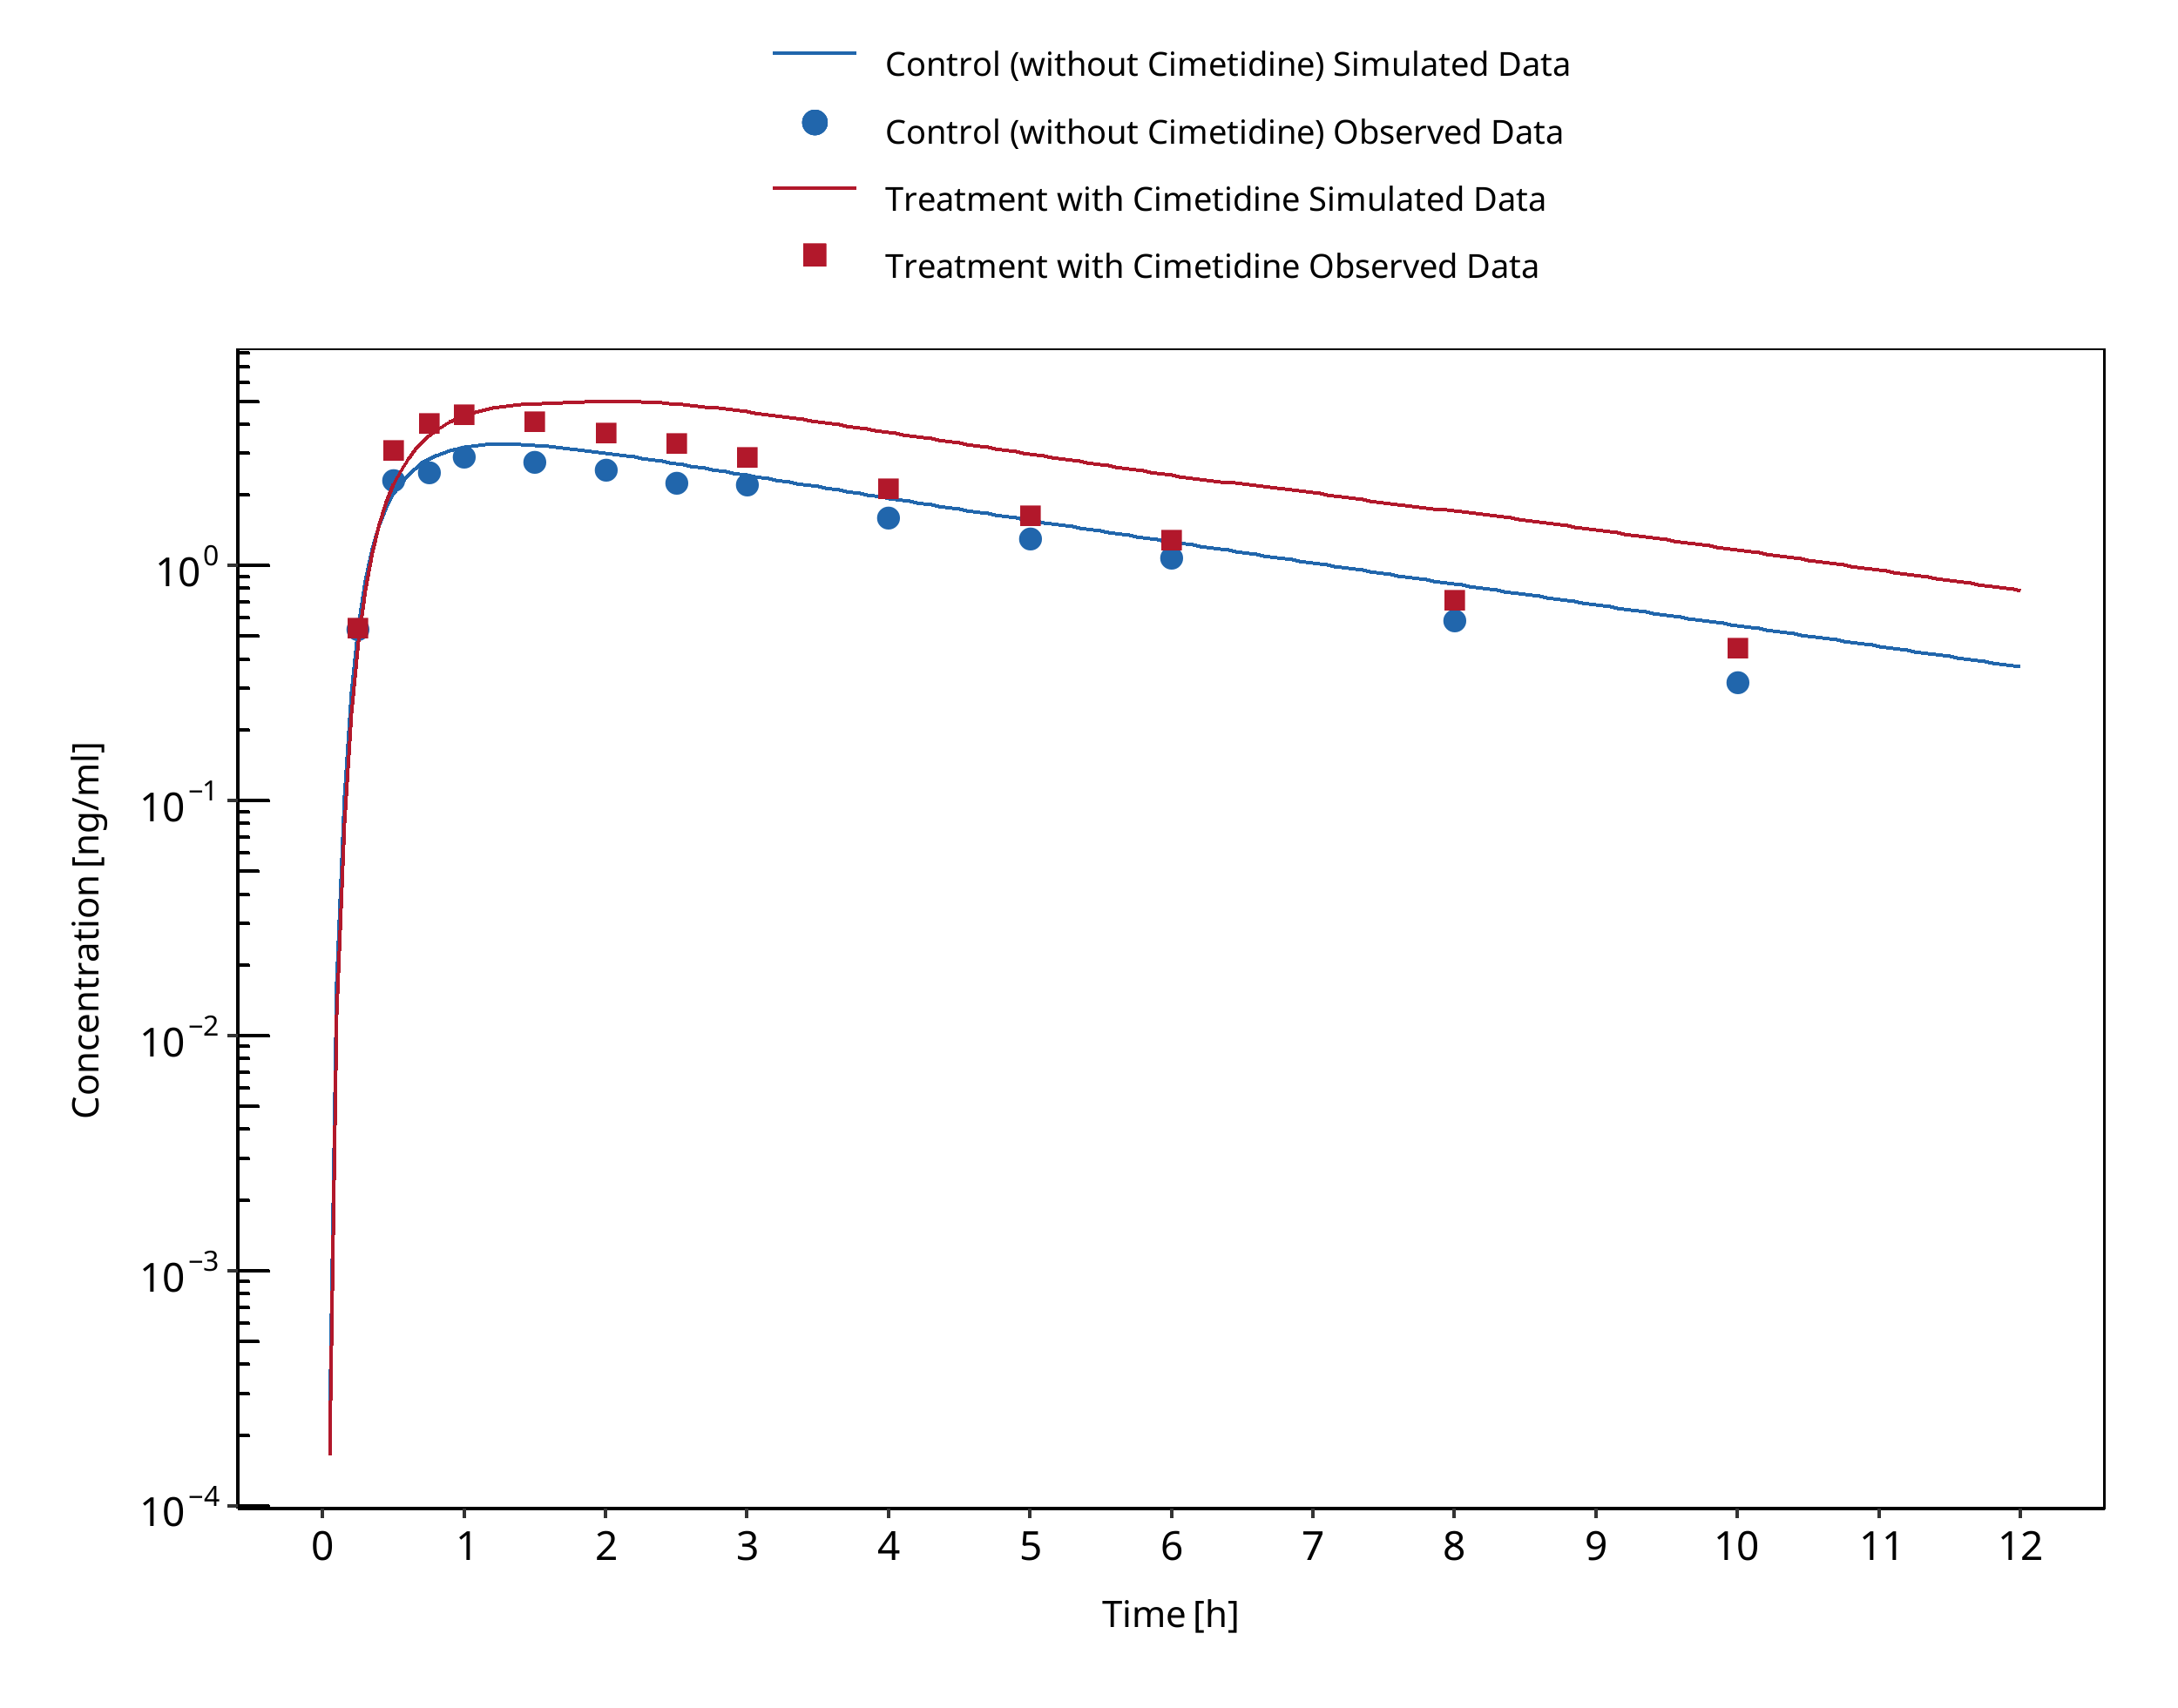 Control (without Cimetidine) Simulated Data
Control (without Cimetidine) Observed Data
Treatment with Cimetidine Simulated Data
Treatment with Cimetidine Observed Data
10^0
10^−1
10^−2
10^−3
10^−4
Concentration [ng/ml]
0 1 2 3 4 5 6 7 8 9 10 11 12
Time [h]